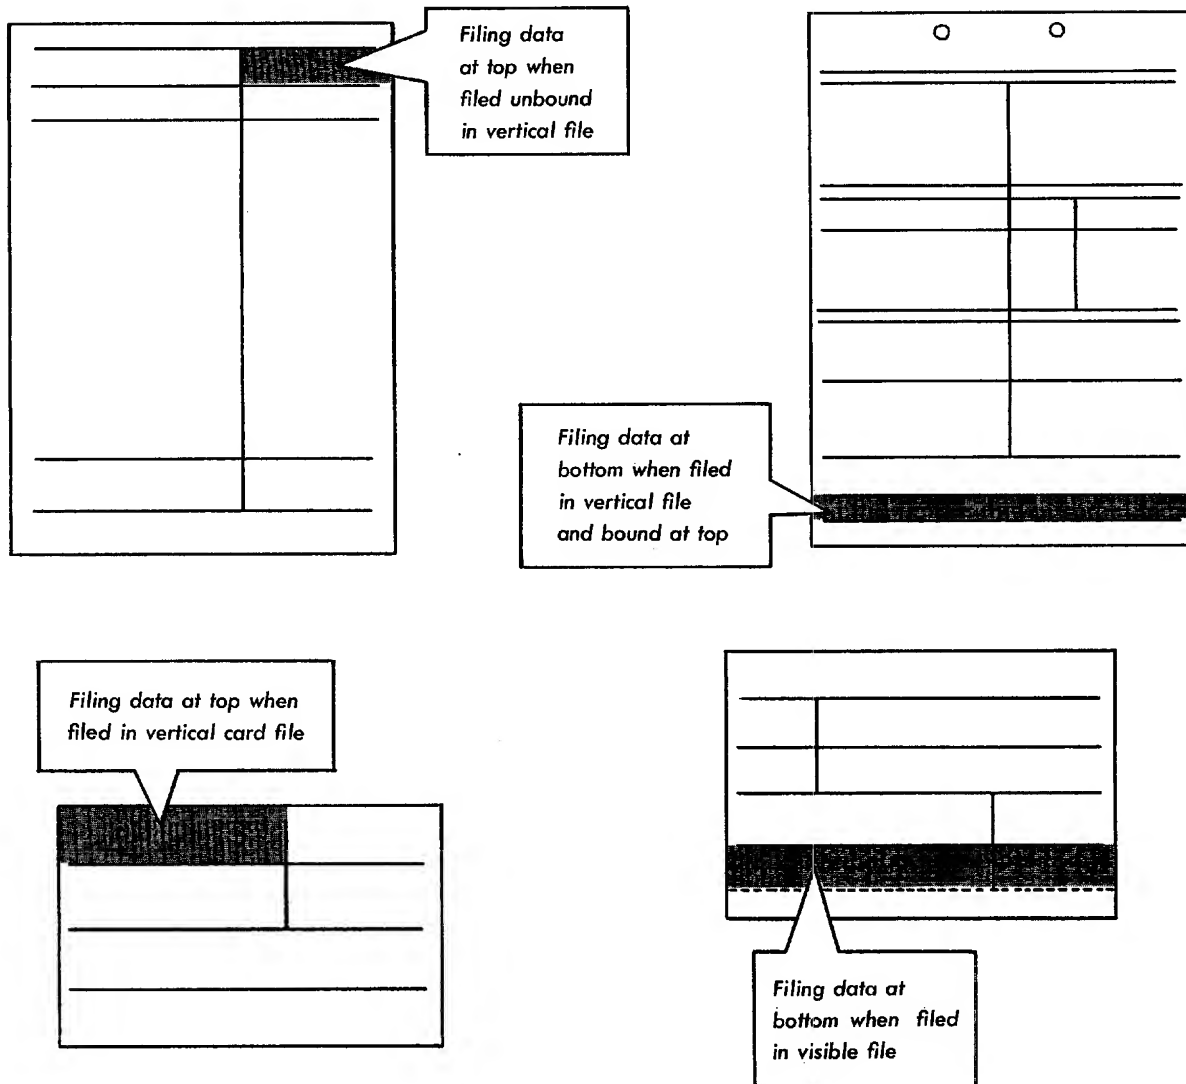 Filing data
at top when
filed unbound
in vertical file
Filing data at
bottom when filed
in vertical file
and bound at top
Filing data at top when
filed in vertical card file
Filing data at
bottom when filed
in visible file